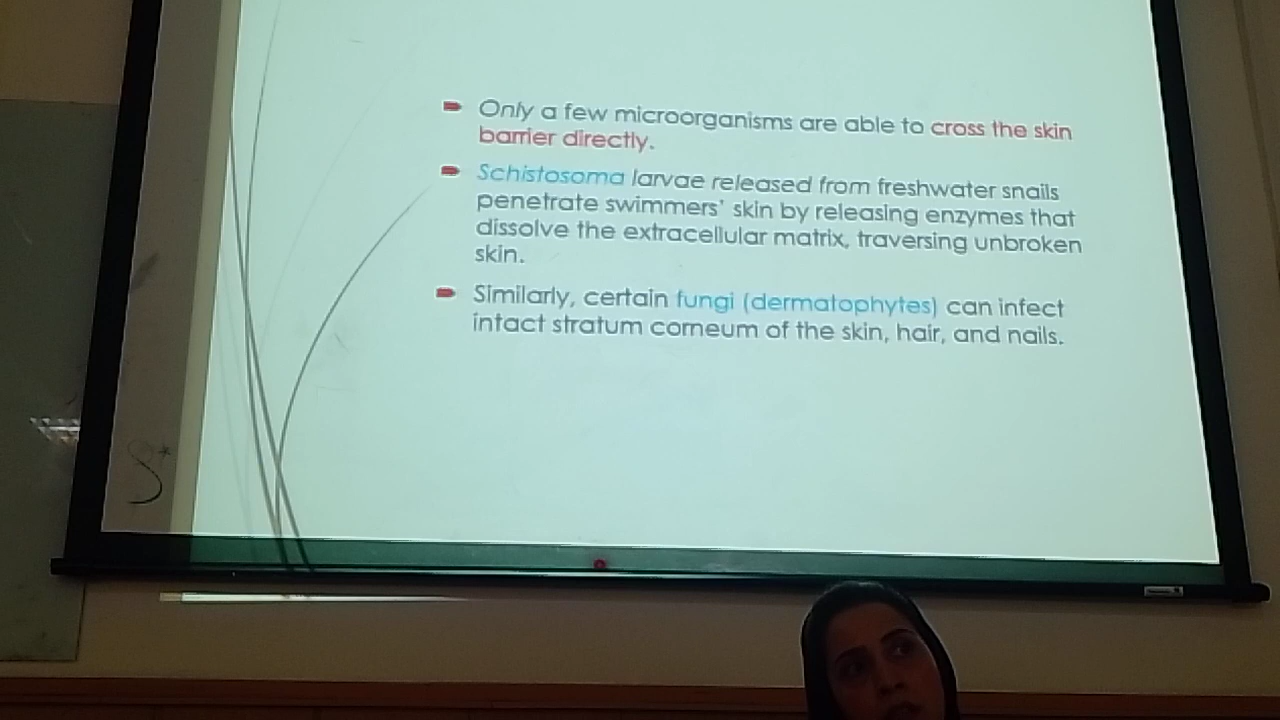 Only a few microorganisms are able to cross the skin
barrier directly.
Schistosoma larvae released from freshwater snails
penetrate swimmers' skin by releasing enzymes that
dissolve the extracellular matrix, traversing unbroken
skin.
Similarly, certain fungi (dermatophytes) can infect
intact stratum corneum of the skin, hair, and nails.